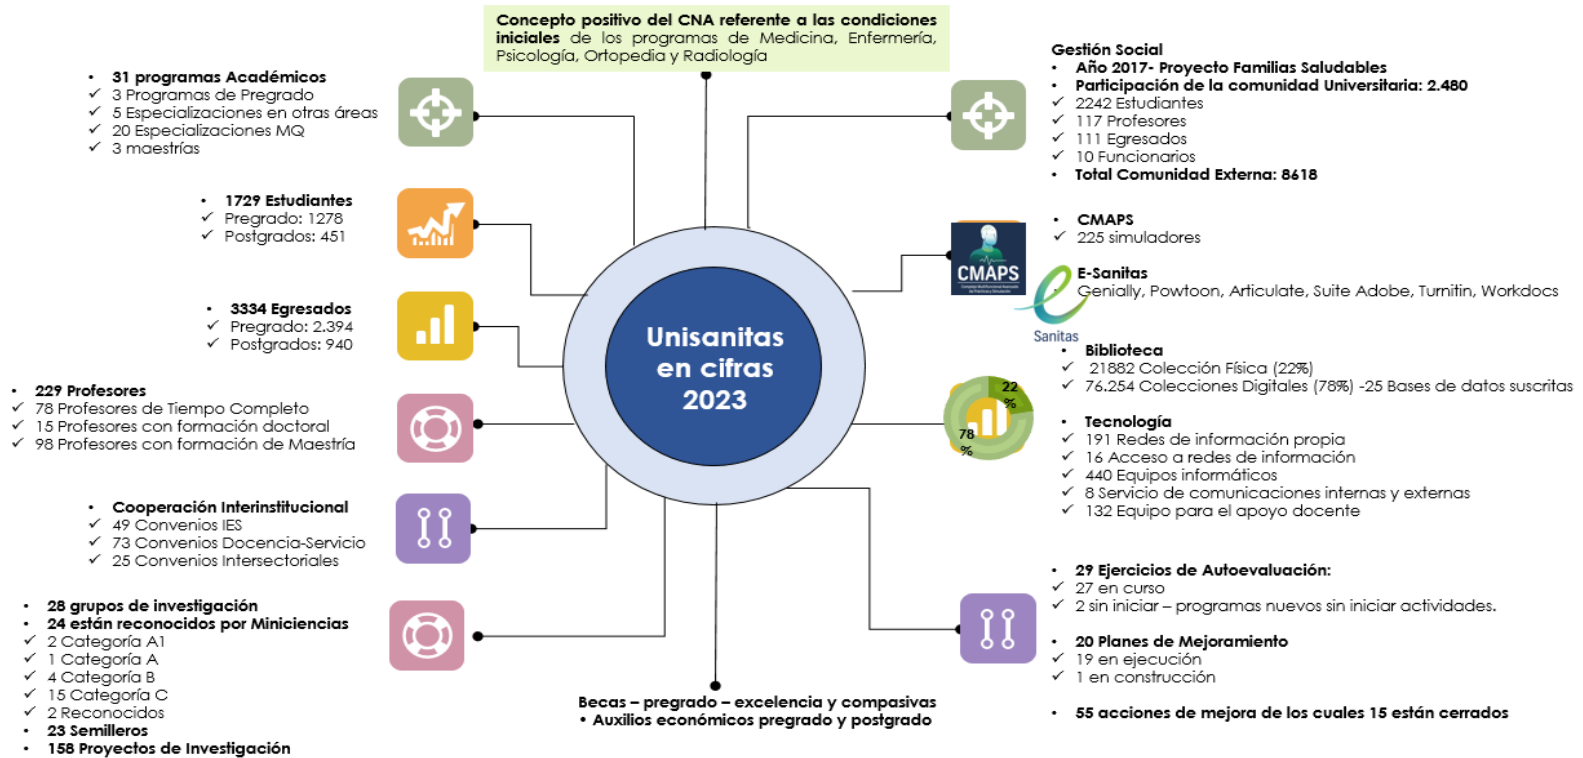 Concepto positivo del CNA referente a las condiciones
iniciales de los programas de Medicina, Enfermería,
Psicología, Ortopedia y Radiología
• 31 programas Académicos
✓ 3 Programas de Pregrado
✓ 5 Especializaciones en otras áreas
✓ 20 Especializaciones MQ
✓ 3 maestrías
• 1729 Estudiantes
✓ Pregrado: 1278
✓ Postgrados: 451
• 3334 Egresados
✓ Pregrado: 2.394
✓ Postgrados: 940
• 229 Profesores
✓ 78 Profesores de Tiempo Completo
✓ 15 Profesores con formación doctoral
✓ 98 Profesores con formación de Maestría
• Cooperación Interinstitucional
✓ 49 Convenios IES
✓ 73 Convenios Docencia-Servicio
✓ 25 Convenios Intersectoriales
• 28 grupos de investigación
• 24 están reconocidos por Miniciencias
✓ 2 Categoría A1
✓ 1 Categoría A
✓ 4 Categoría B
✓ 15 Categoría C
✓ 2 Reconocidos
• 23 Semilleros
• 158 Proyectos de Investigación
Unisanitas
en cifras
2023
Becas – pregrado – excelencia y compasivas
• Auxilios económicos pregrado y postgrado
Gestión Social
• Año 2017- Proyecto Familias Saludables
• Participación de la comunidad Universitaria: 2.480
✓ 2242 Estudiantes
✓ 117 Profesores
✓ 111 Egresados
✓ 10 Funcionarios
• Total Comunidad Externa: 8618
CMAPS
• CMAPS
✓ 225 simuladores
Sanitas
E-Sanitas
• Genially, Powtoon, Articulate, Suite Adobe, Turnitin, Workdocs
22
%
78
%
• Biblioteca
✓ 21882 Colección Física (22%)
✓ 76.254 Colecciones Digitales (78%) -25 Bases de datos suscritas
• Tecnología
✓ 191 Redes de información propia
✓ 16 Acceso a redes de información
✓ 440 Equipos informáticos
✓ 8 Servicio de comunicaciones internas y externas
✓ 132 Equipo para el apoyo docente
• 29 Ejercicios de Autoevaluación:
✓ 27 en curso
✓ 2 sin iniciar – programas nuevos sin iniciar actividades.
• 20 Planes de Mejoramiento
✓ 19 en ejecución
✓ 1 en construcción
• 55 acciones de mejora de los cuales 15 están cerrados